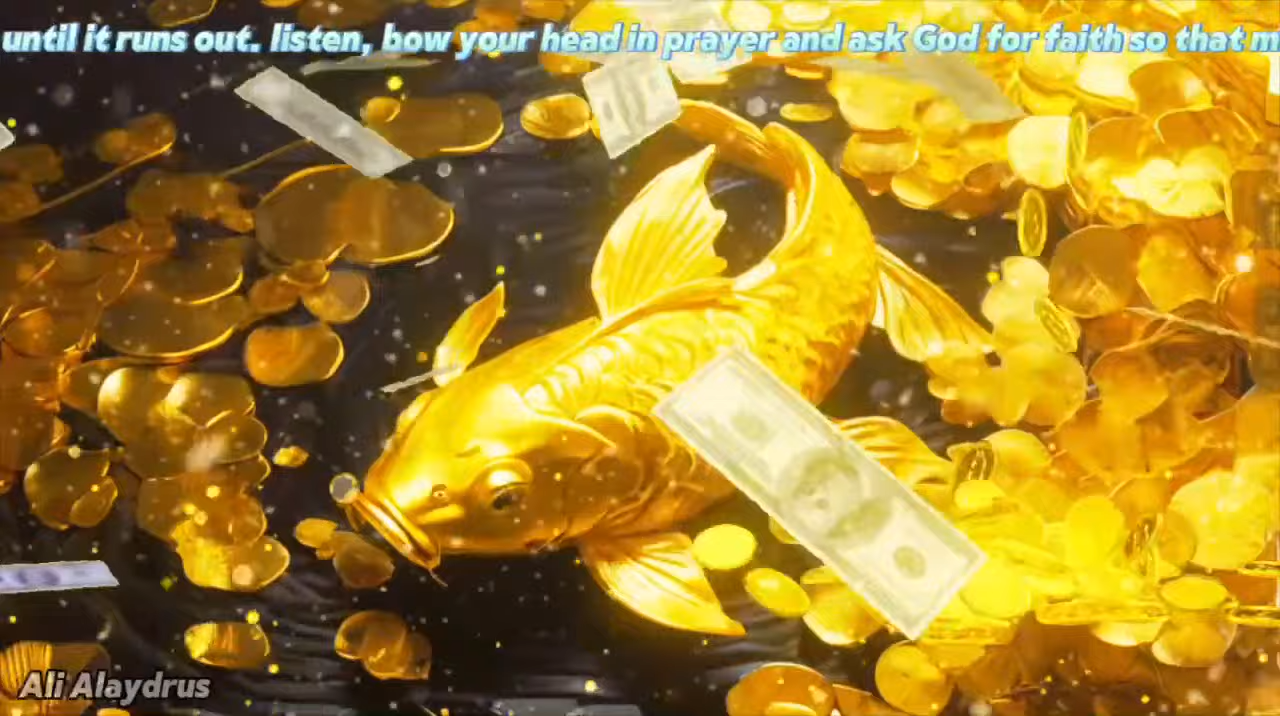 until it runs out. listen, bow your head in prayer and ask God for faith so that m
Ali Alaydrus